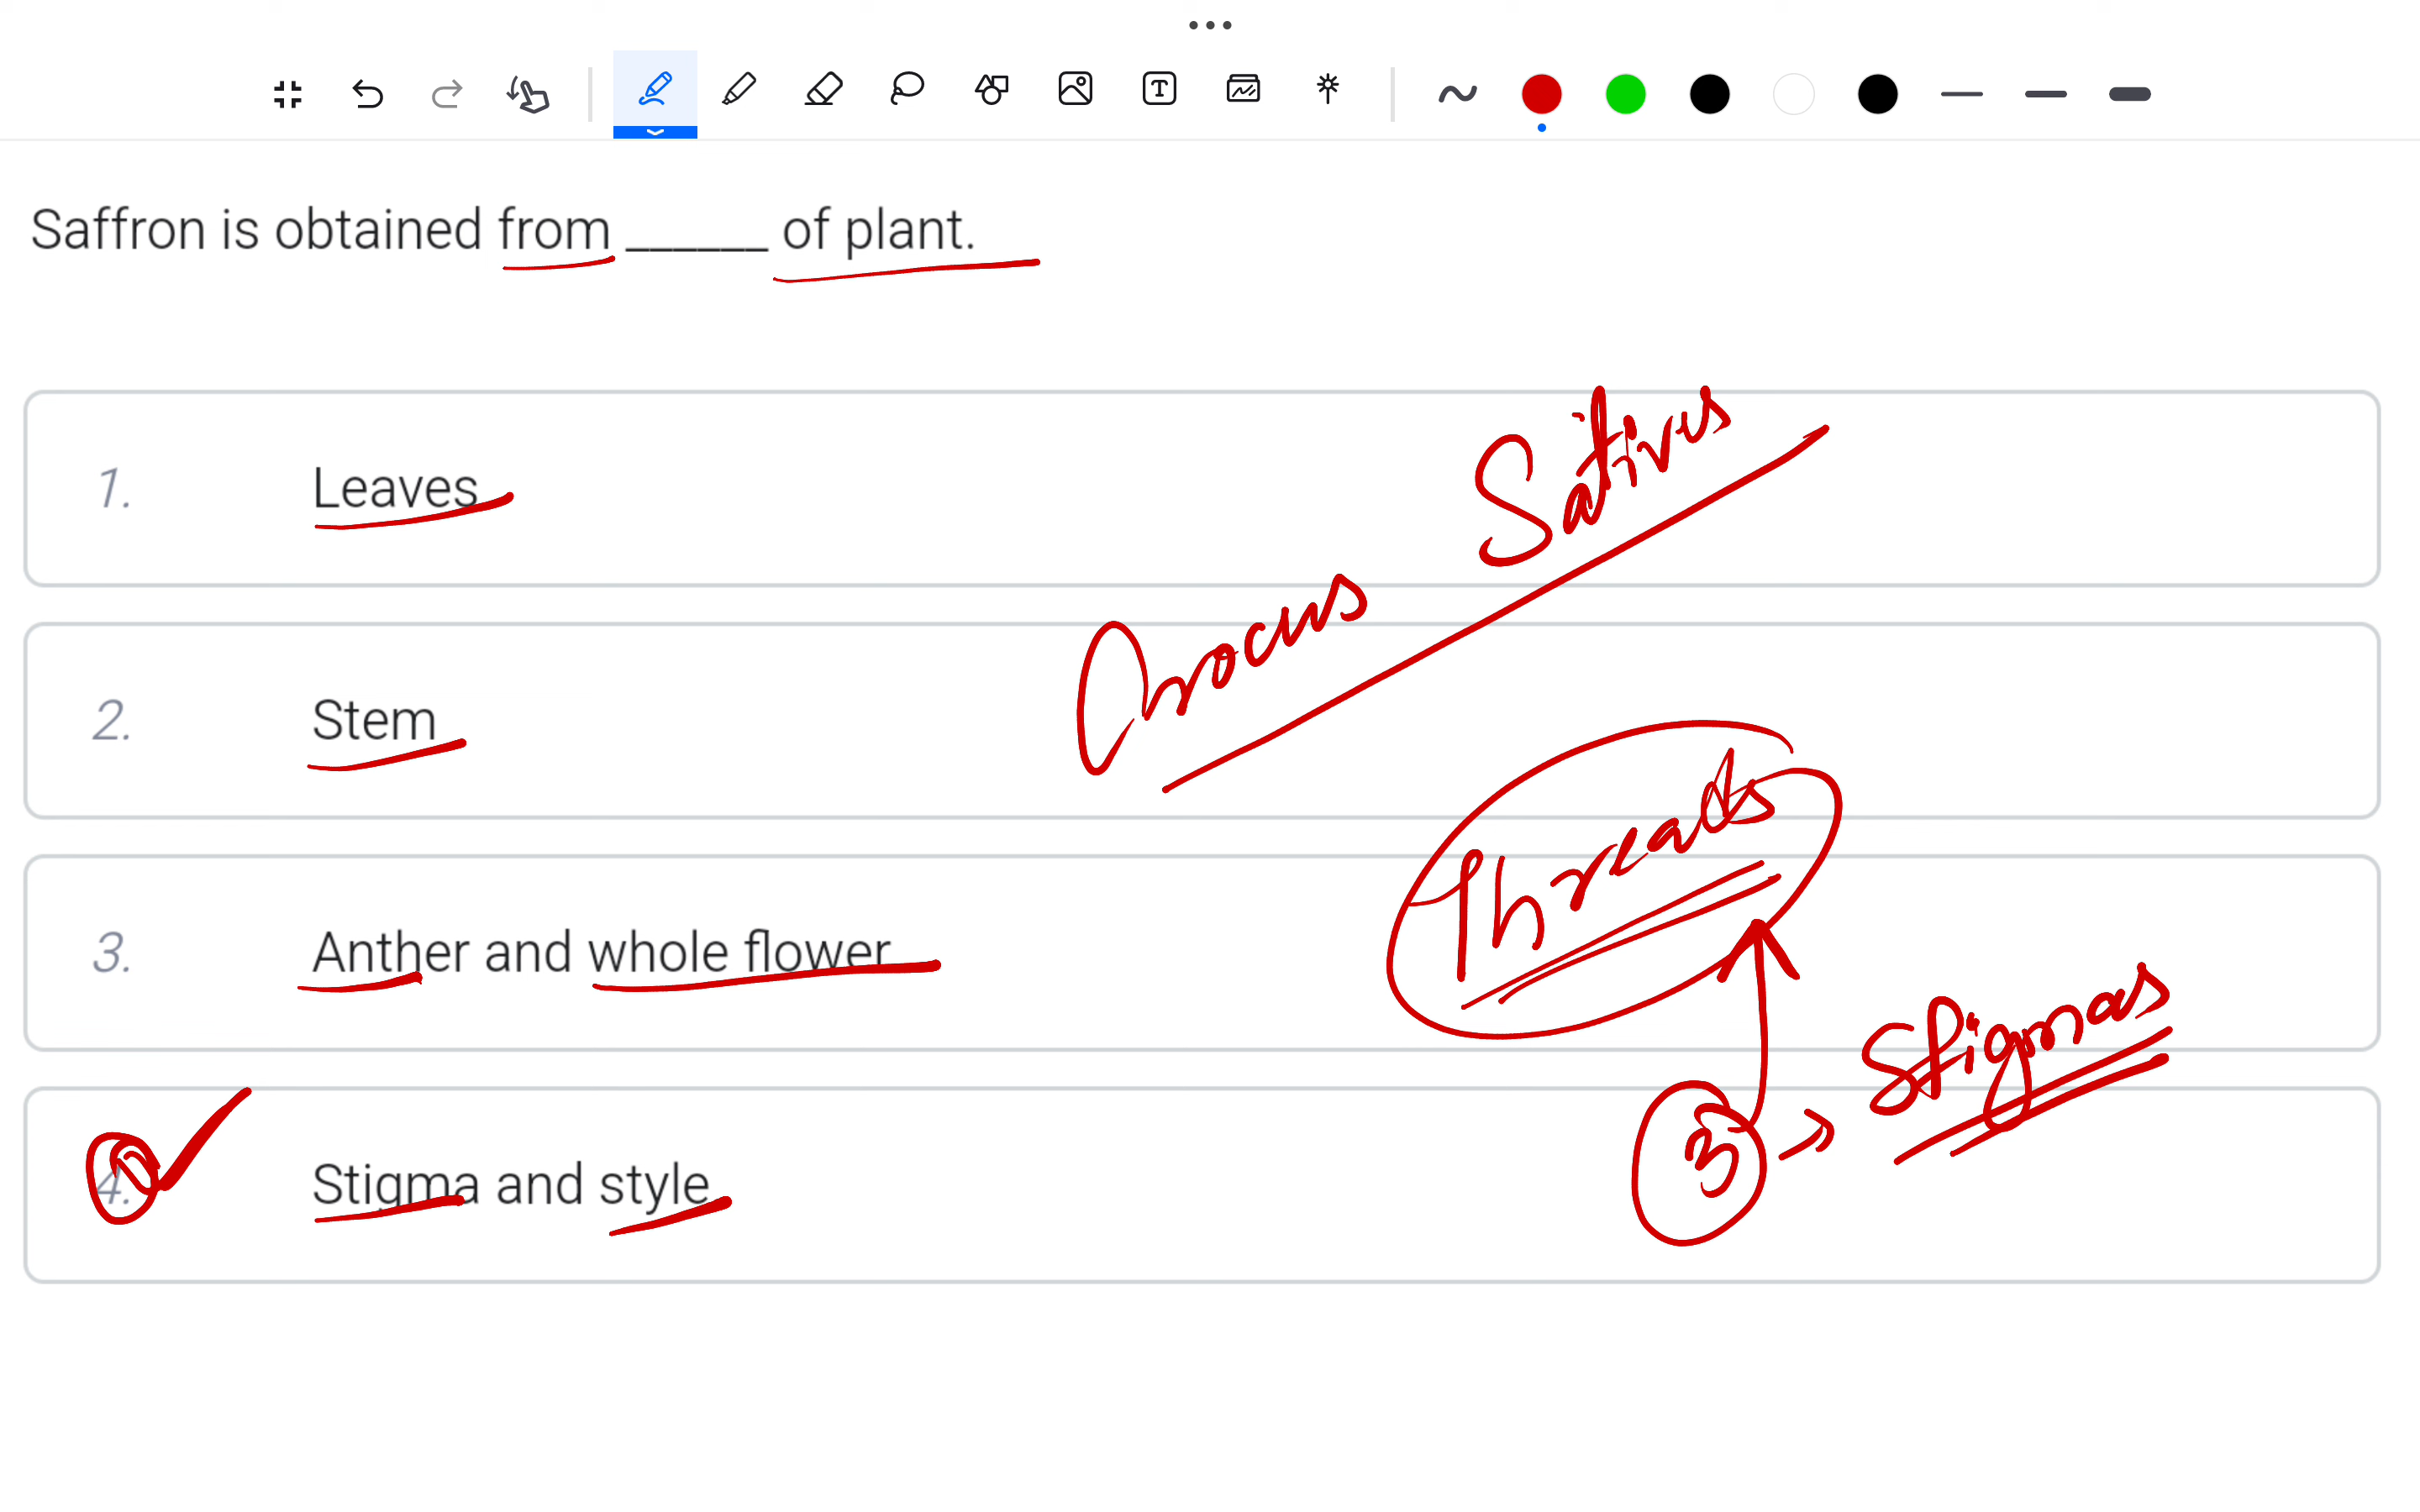 Saffron is obtained from ______ of plant.
1. Leaves
Crocus Sativus
2. Stem
Threads
3. Anther and whole flower
Stigmas
4. Stigma and style
3